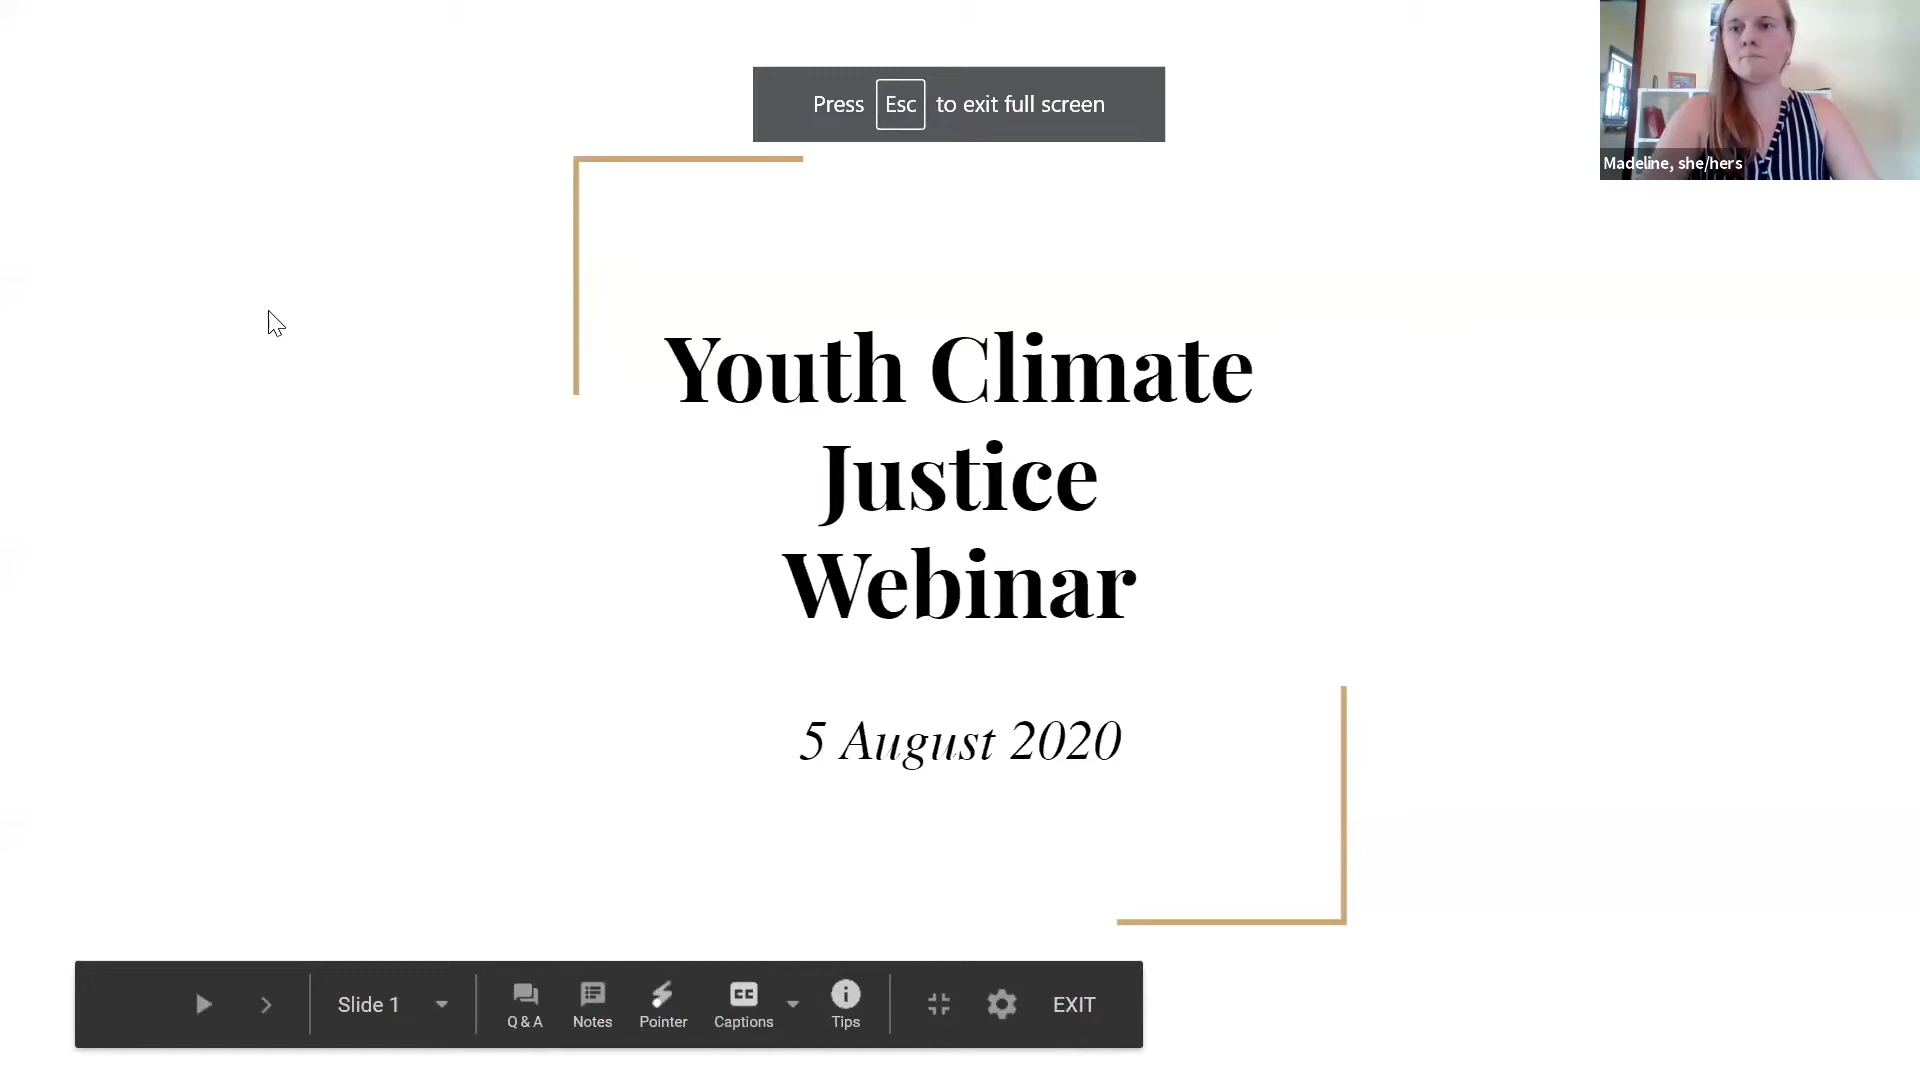 Press Esc to exit full screen
Madeline, she/hers
Youth Climate
Justice
Webinar
5 August 2020
Slide 1
Q & A
Notes
Pointer
CC
Captions
Tips
EXIT